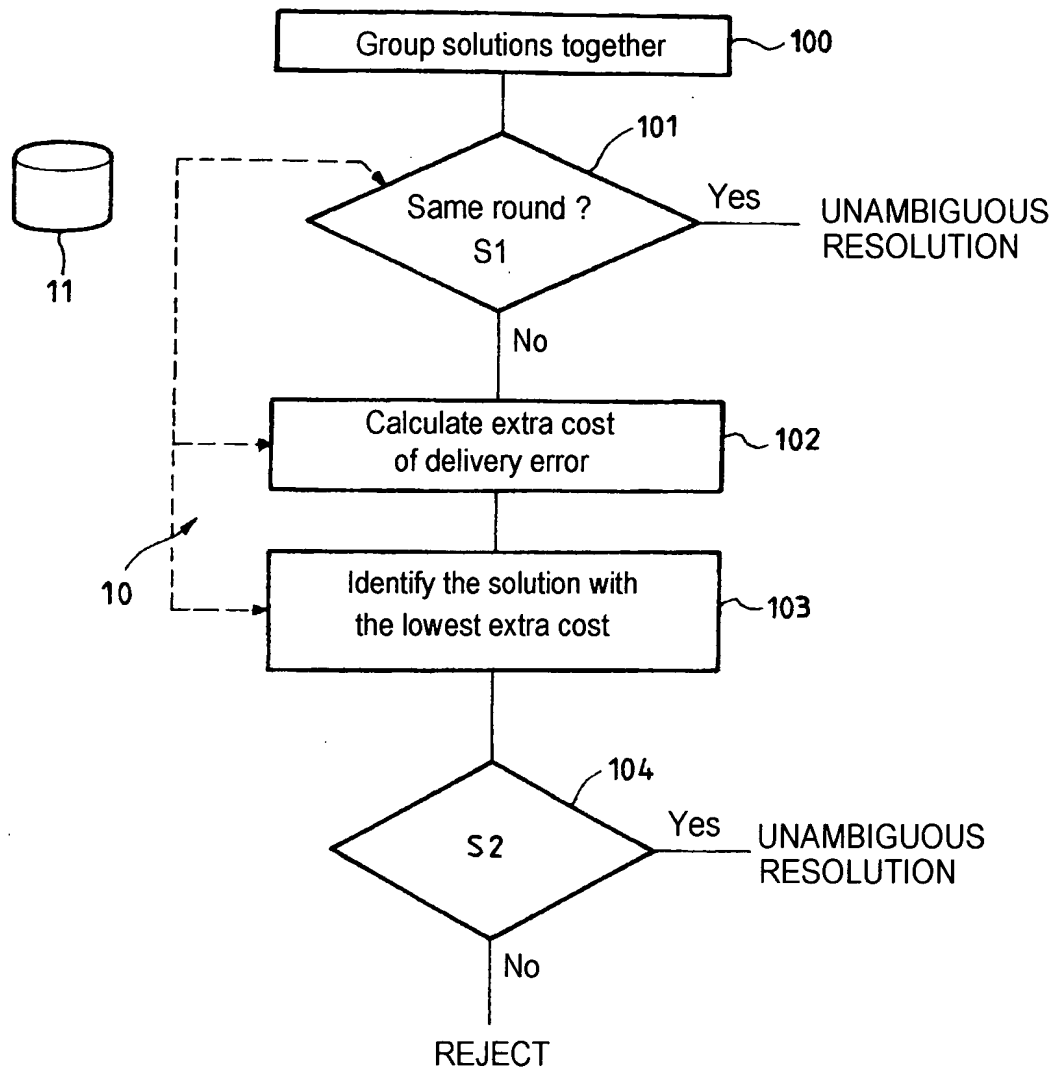 Group solutions together
100
101
Same round ?
S1
Yes
UNAMBIGUOUS
RESOLUTION
11
No
Calculate extra cost
of delivery error
102
10
Identify the solution with
the lowest extra cost
103
104
S2
Yes
UNAMBIGUOUS
RESOLUTION
No
REJECT